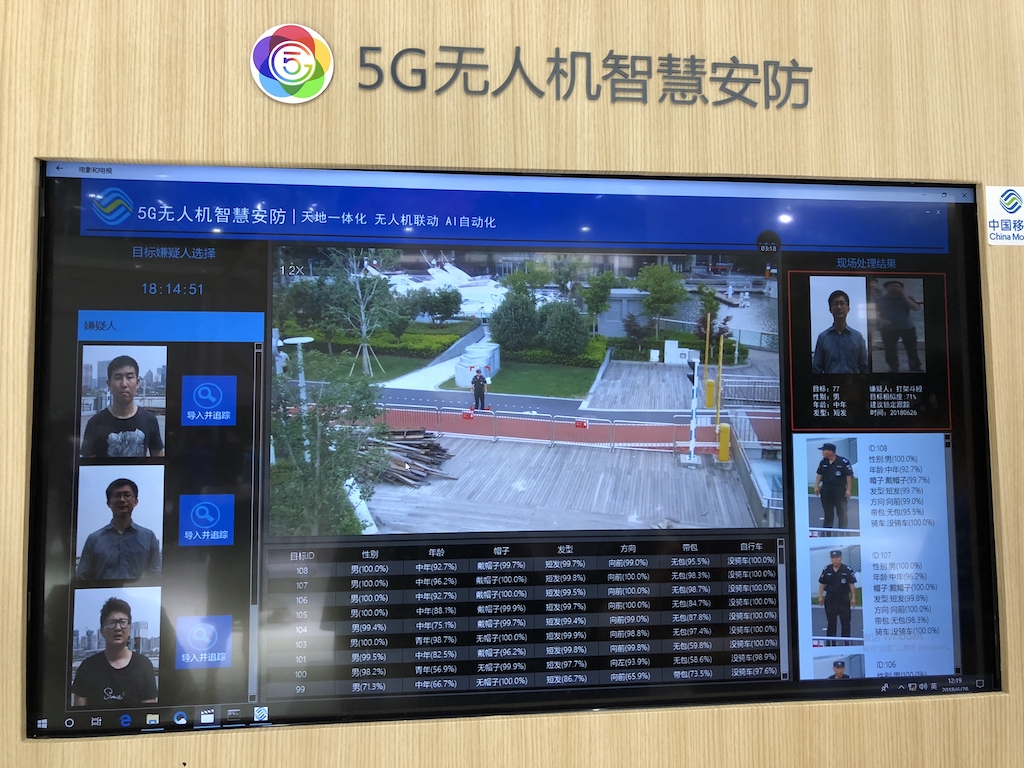 5G
5G无人机智慧安防
电影和电视
5G无人机智慧安防 | 天地一体化 无人机联动 AI自动化
中国移
China Mo
目标嫌疑人选择
18:14:51
嫌疑人
导入并追踪
导入并追踪
导入并追踪
12X
03:18
目标ID 性别 年龄 帽子 发型 方向 带包 自行车
108 男(100.0%) 中年(92.7%) 戴帽子(99.7%) 短发(99.7%) 向前(99.0%) 无包(95.5%) 没骑车(100.0%)
107 男(100.0%) 中年(96.2%) 戴帽子(100.0%) 短发(99.8%) 向前(100.0%) 无包(98.3%) 没骑车(100.0%)
106 男(100.0%) 中年(92.7%) 戴帽子(100.0%) 短发(99.5%) 向前(100.0%) 无包(98.7%) 没骑车(100.0%)
105 男(100.0%) 中年(88.1%) 戴帽子(99.9%) 短发(99.7%) 向前(100.0%) 无包(84.7%) 没骑车(100.0%)
104 男(99.4%) 中年(75.1%) 戴帽子(99.7%) 短发(99.4%) 向前(99.0%) 无包(87.8%) 没骑车(100.0%)
103 男(100.0%) 青年(98.7%) 无帽子(100.0%) 短发(99.9%) 向前(98.8%) 无包(97.4%) 没骑车(100.0%)
101 男(99.5%) 中年(82.5%) 戴帽子(96.2%) 短发(99.8%) 向前(99.8%) 无包(59.8%) 没骑车(100.0%)
100 男(98.2%) 青年(56.9%) 无帽子(99.9%) 短发(97.7%) 向左(93.9%) 无包(58.6%) 没骑车(98.9%)
99 男(71.3%) 中年(66.7%) 无帽子(100.0%) 短发(86.7%) 向前(65.9%) 带包(73.5%) 没骑车(97.6%)
现场处理结果
目标: 77 嫌疑人: 打架斗殴
性别: 男 目标相似度: 71%
年龄: 中年 建议锁定跟踪
发型: 短发 时间: 20180626
ID:108
性别:男(100.0%)
年龄:中年(92.7%)
帽子:戴帽子(99.7%)
发型:短发(99.7%)
方向:向前(99.0%)
带包:无包(95.5%)
骑车:没骑车(100.0%)
ID:107
性别:男(100.0%)
年龄:中年(96.2%)
帽子:戴帽子(100.0%)
发型:短发(99.8%)
方向:向前(100.0%)
带包:无包(98.3%)
骑车:没骑车(100.0%)
ID:106
性别:男(100.0%)
英
12:19